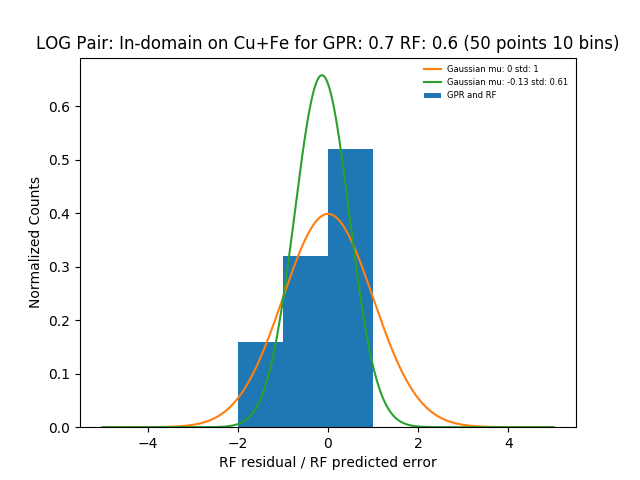 LOG Pair: In-domain on Cu+Fe for GPR: 0.7 RF: 0.6 (50 points 10 bins)
Gaussian mu: 0 std: 1
Gaussian mu: -0.13 std: 0.61
GPR and RF
Normalized Counts
0.6
0.5
0.4
0.3
0.2
0.1
0.0
−4 −2 0 2 4
RF residual / RF predicted error